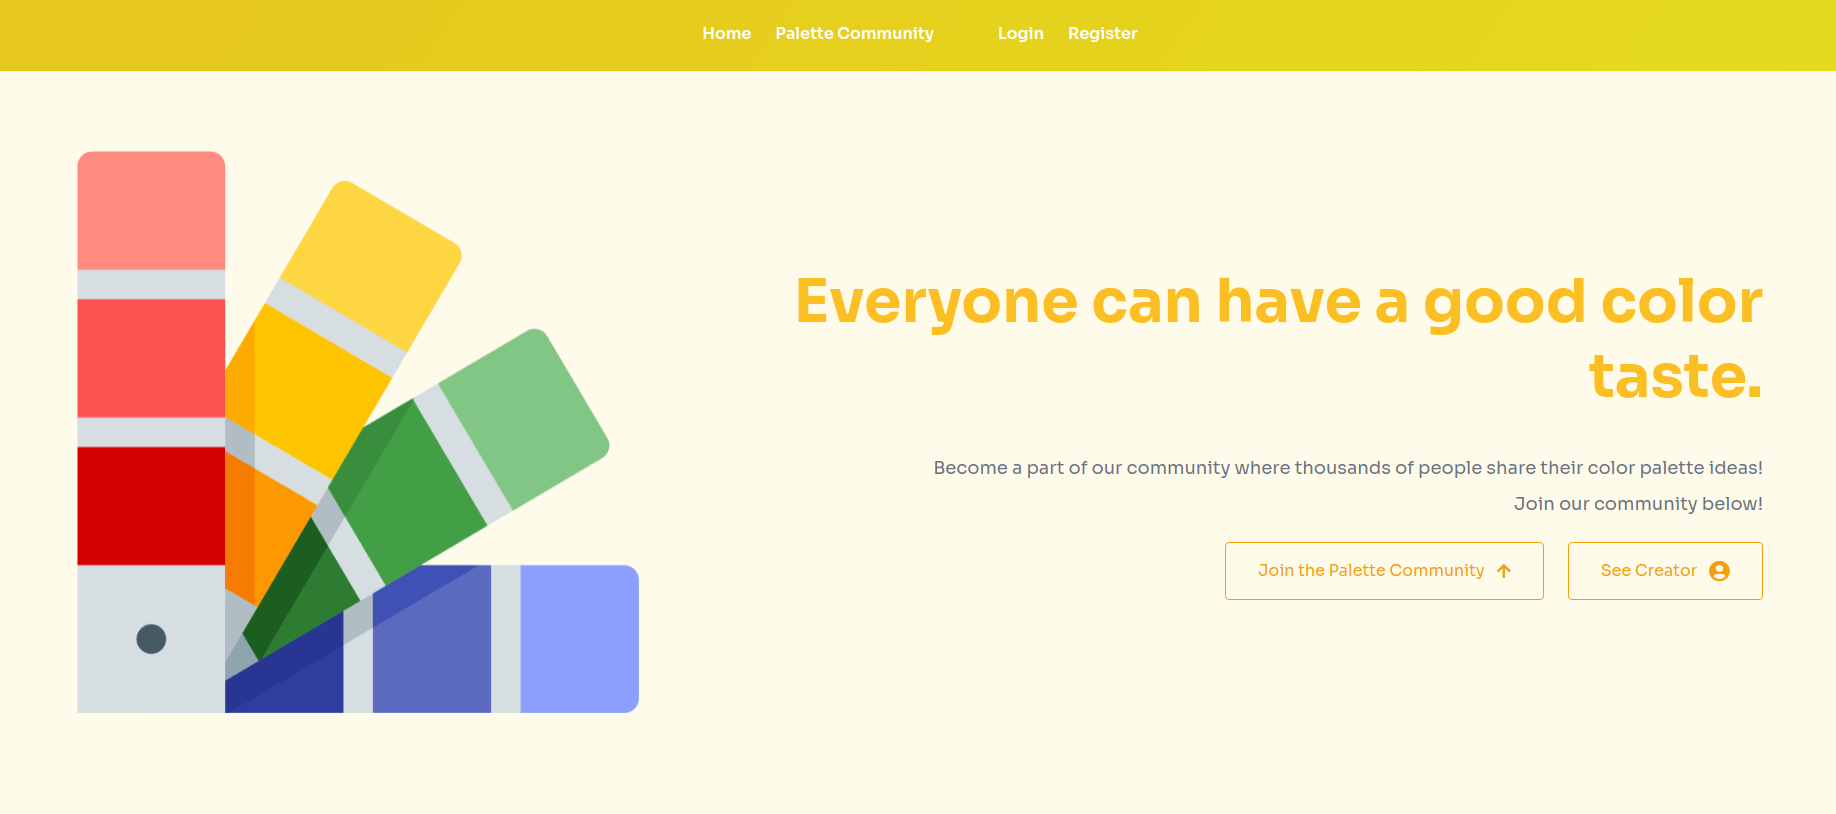 Home Palette Community Login Register
Everyone can have a good color
taste.
Become a part of our community where thousands of people share their color palette ideas!
Join our community below!
Join the Palette Community See Creator